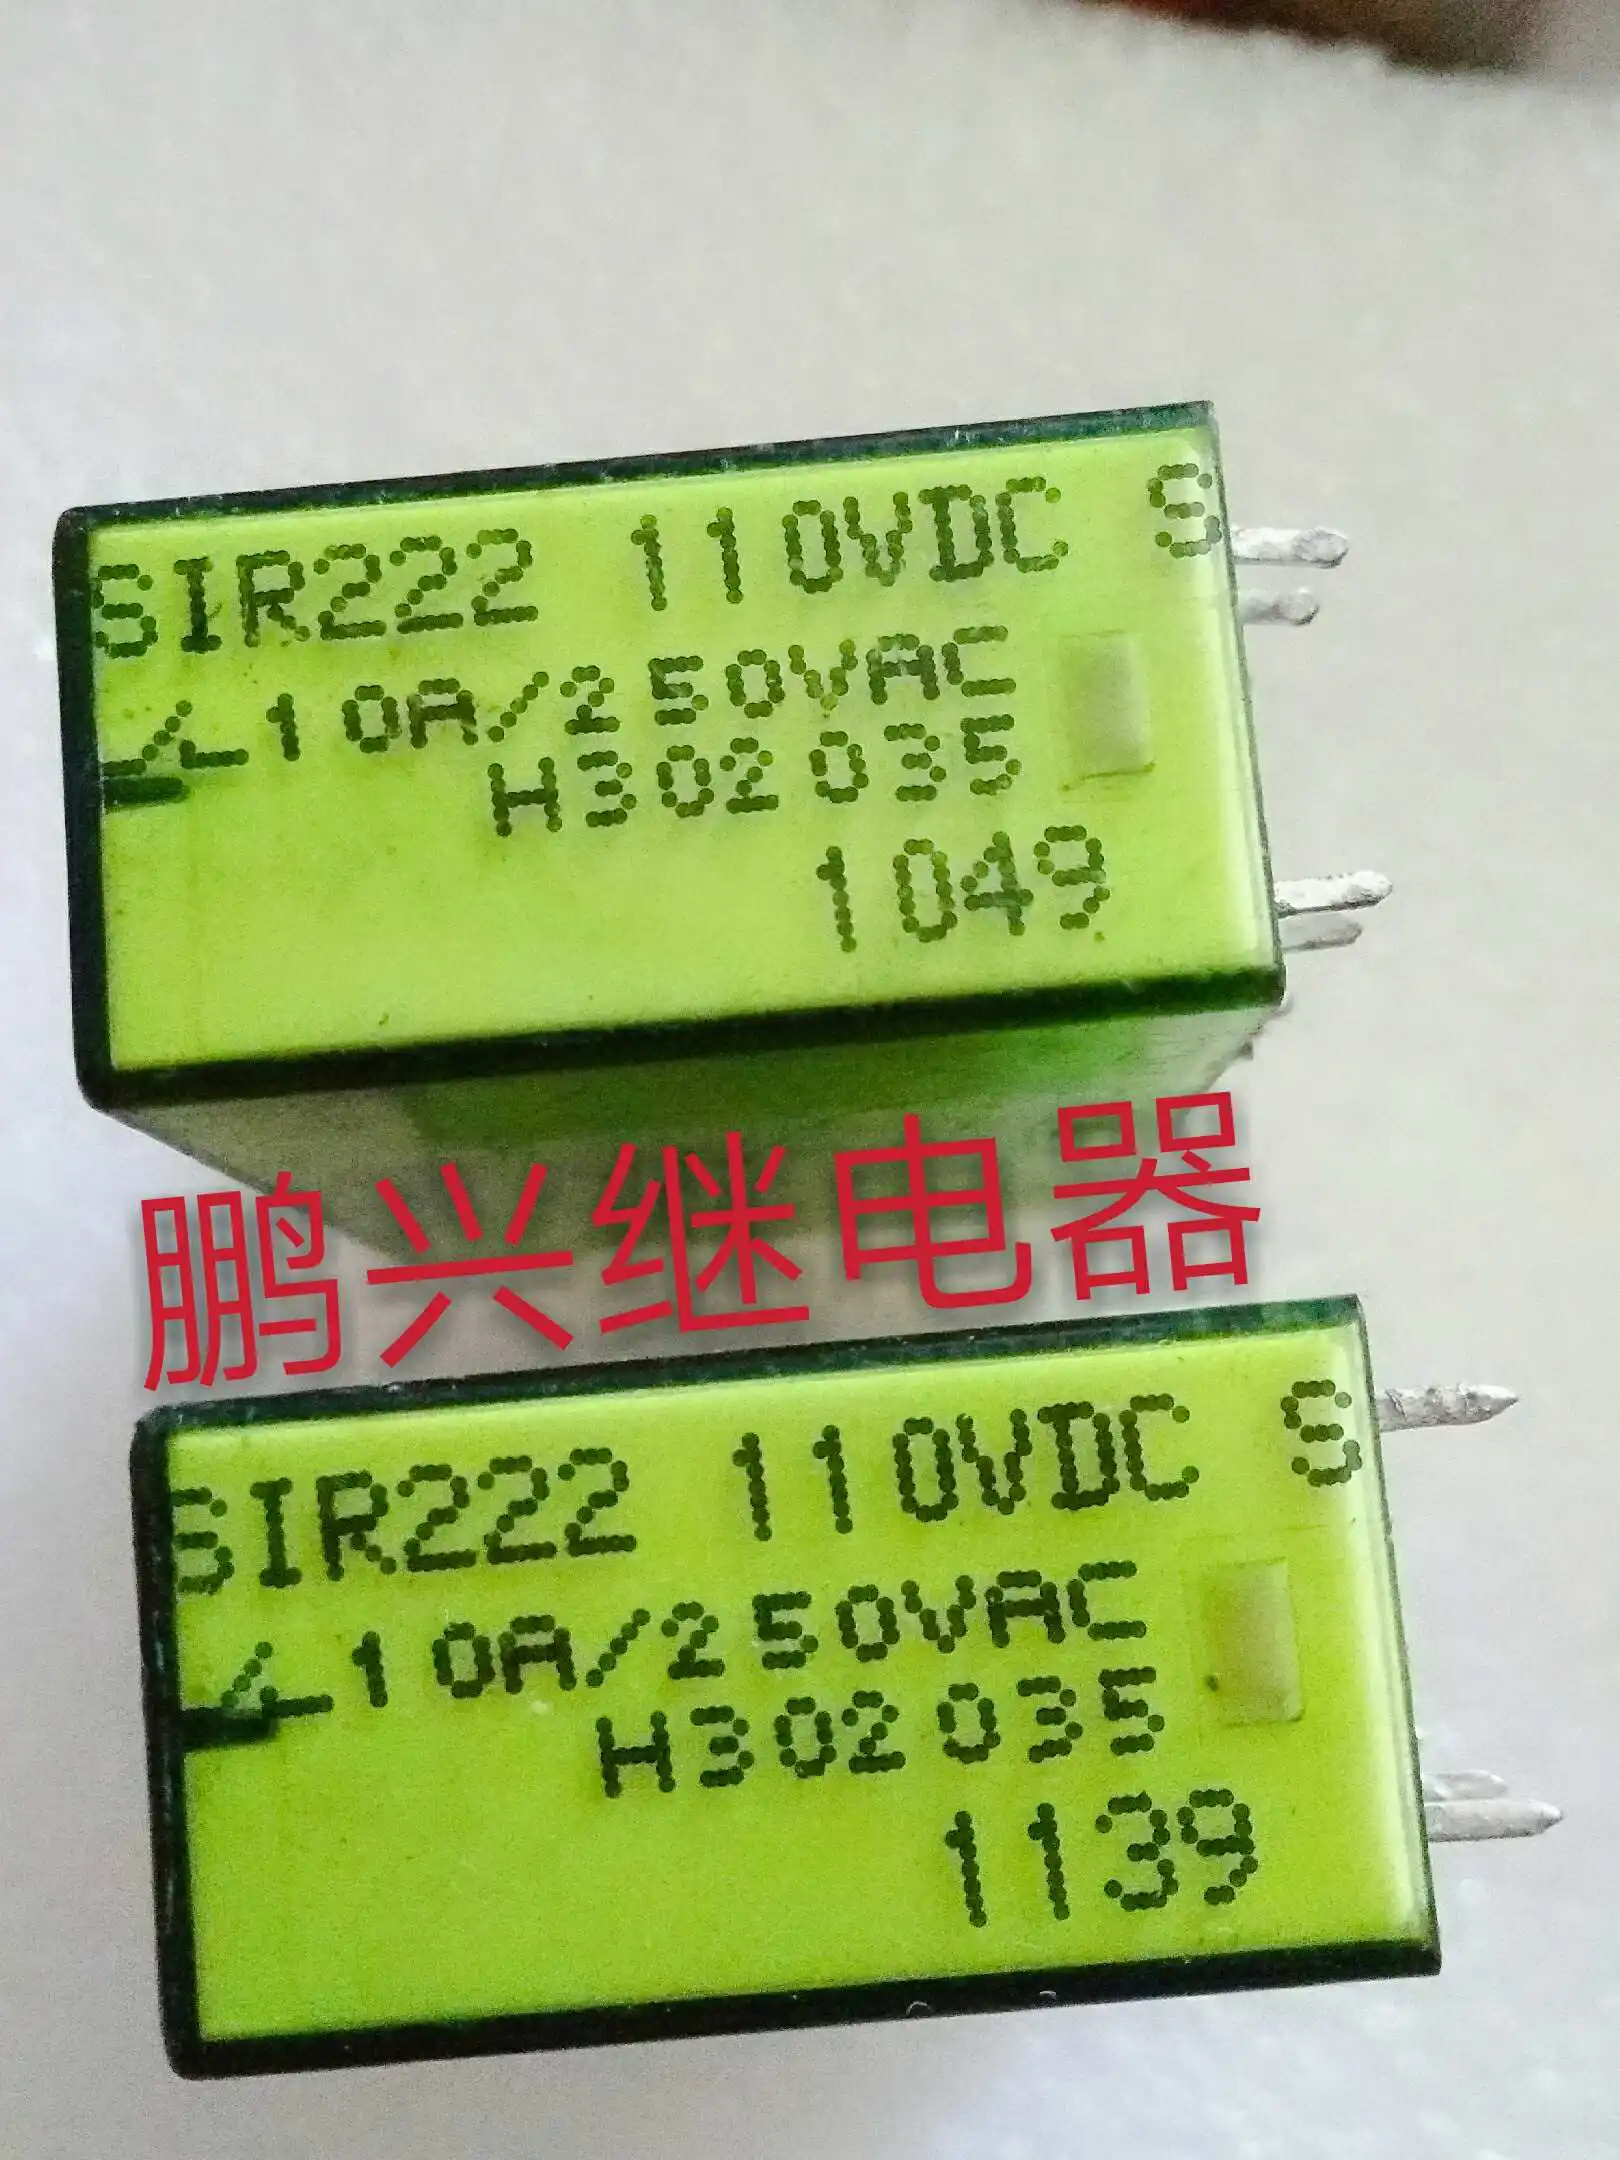 SIR222 110VDC S
10A/250VAC
H302035
1049
鹏兴继电器
SIR222 110VDC S
10A/250VAC
H302035
1139